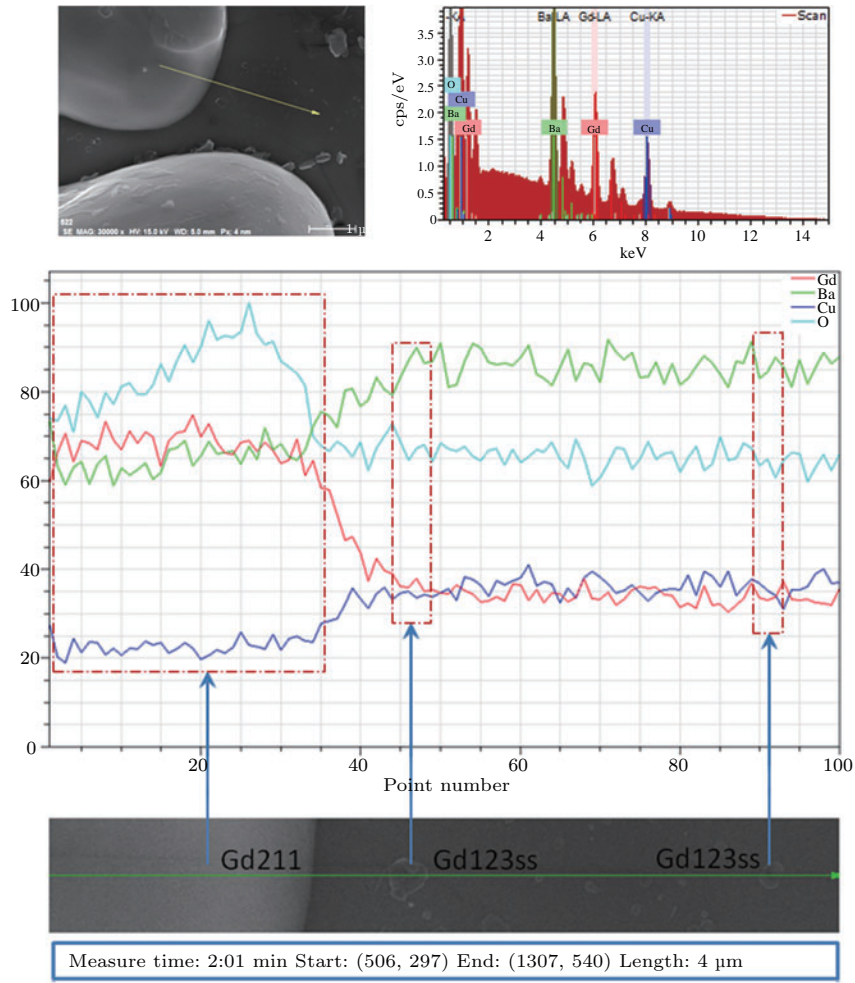 S22
SE MAG: 30000 x HV: 15.0 kV WD: 5.0 mm Px: 4 nm
1 μ
cps/eV
3.5
3.0
2.5
2.0
1.5
1.0
0.5
0
-KA
Ba-LA Gd-LA Cu-KA
Scan
O
Cu
Ba
Gd
Ba
Gd
Cu
2 4 6 8 10 12 14
keV
Gd
Ba
Cu
O
100
80
60
40
20
0
20 40 60 80 100
Point number
Gd211
Gd123ss
Gd123ss
Measure time: 2:01 min Start: (506, 297) End: (1307, 540) Length: 4 μm